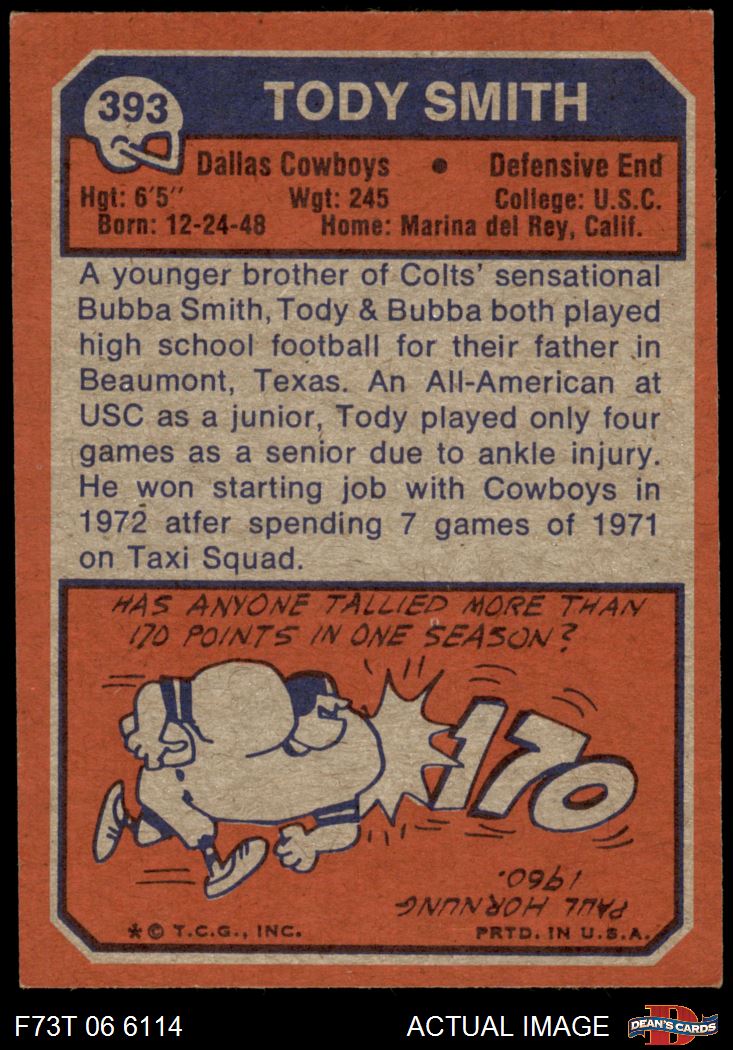 393
TODY SMITH
Dallas Cowboys • Defensive End
Hgt: 6'5" Wgt: 245 College: U.S.C.
Born: 12-24-48 Home: Marina del Rey, Calif.
A younger brother of Colts' sensational
Bubba Smith, Tody & Bubba both played
high school football for their father in
Beaumont, Texas. An All-American at
USC as a junior, Tody played only four
games as a senior due to ankle injury.
He won starting job with Cowboys in
1972 atfer spending 7 games of 1971
on Taxi Squad.
HAS ANYONE TALLIED MORE THAN
170 POINTS IN ONE SEASON?
170
PAUL HORNUNG
1960.
* © T.C.G., INC. PRTD. IN U.S.A.
F73T 06 6114 ACTUAL IMAGE DEAN'S CARDS